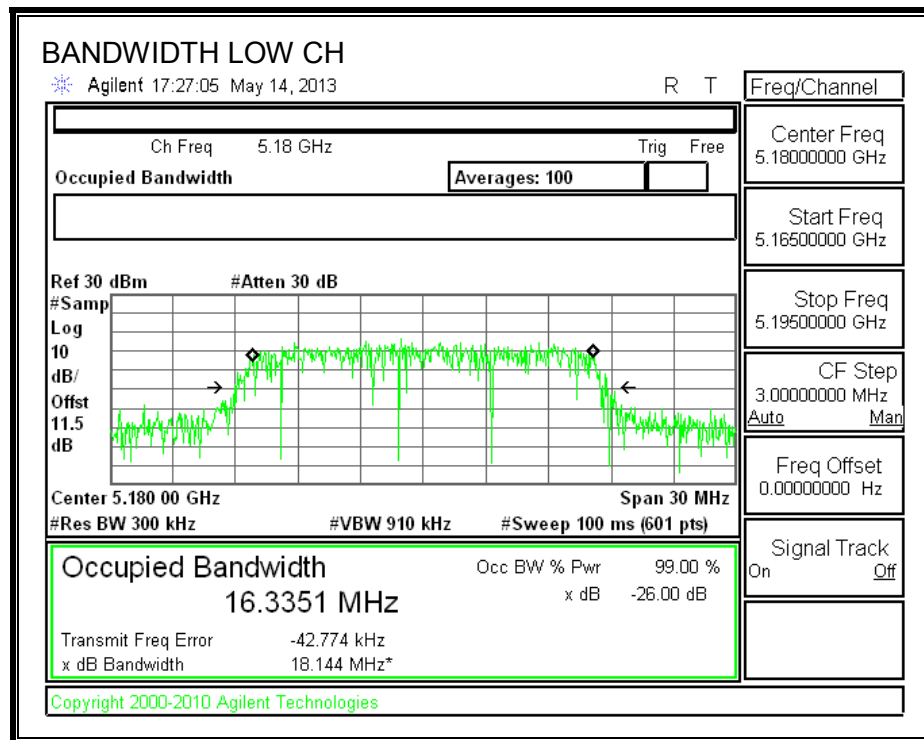 BANDWIDTH LOW CH
Agilent 17:27:05 May 14, 2013 R T
Freq/Channel
Ch Freq 5.18 GHz Trig Free
Occupied Bandwidth Averages: 100
Center Freq
5.18000000 GHz
Start Freq
5.16500000 GHz
Stop Freq
5.19500000 GHz
CF Step
3.00000000 MHz
Auto Man
Freq Offset
0.00000000 Hz
Signal Track
On Off
Ref 30 dBm #Atten 30 dB
#Samp
Log
10
dB/
Offst
11.5
dB
Center 5.180 00 GHz Span 30 MHz
#Res BW 300 kHz #VBW 910 kHz #Sweep 100 ms (601 pts)
Occupied Bandwidth Occ BW % Pwr 99.00 %
16.3351 MHz x dB -26.00 dB
Transmit Freq Error -42.774 kHz
x dB Bandwidth 18.144 MHz*
Copyright 2000-2010 Agilent Technologies